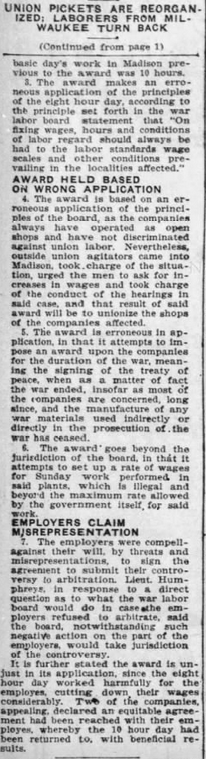 UNION PICKETS ARE REORGAN-
IZED; LABORERS FROM MIL-
WAUKEE TURN BACK
(Continued from page 1)
basic day's work in Madison pre-
vious to the award was 10 hours.
3. The award makes an erro-
neous application of the principles
of the eight hour day, according to
the principle set forth in the war
labor board statement that "On
fixing wages, hours and conditions
of labor regard should always be
had to the labor standards wage
scales and other conditions pre-
vailing in the localities affected."
AWARD HELD BASED
ON WRONG APPLICATION
4. The award is based on an er-
roneous application of the princi-
ples of the board, as the companies
always have operated as open
shops and have not discriminated
against union labor. Nevertheless,
outside union agitators came into
Madison, took charge of the situa-
tion, urged the men to ask for in-
creases in wages and took charge
of the conduct of the hearings in
said case, and that result of said
award will be to unionize the shops
of the companies affected.
5. The award is erroneous in ap-
plication, in that it attempts to im-
pose an award upon the companies
for the duration of the war, mean-
ing the signing of the treaty of
peace, when as a matter of fact
the war ended, insofar as most of
the companies are concerned, long
since, and the manufacture of any
war materials used indirectly or
directly in the prosecution of the
war has ceased.
6. The award goes beyond the
jurisdiction of the board, in that it
attempts to set up a rate of wages
for Sunday work performed in
said plants, which is illegal and
beyond the maximum rate allowed
by the government itself for said
work.
EMPLOYERS CLAIM
MISREPRESENTATION
7. The employers were compell-
against their will, by threats and
misrepresentations, to sign the
agreement to submit their contro-
versy to arbitration. Lieut. Hum-
phreys, in response to a direct
question as to what the war labor
board would do in case the em-
ployers refused to arbitrate, said
the board, notwithstanding such
negative action on the part of the
employers, would take jurisdiction
of the controversy.
It is further stated the award is un-
just in its application, since the eight
hour day worked harmfully for the
employes, cutting down their wages
considerably. Two of the companies,
appealing, declared an equitable agree-
ment had been reached with their em-
ployes, whereby the 10 hour day had
been returned to, with beneficial re-
sults.